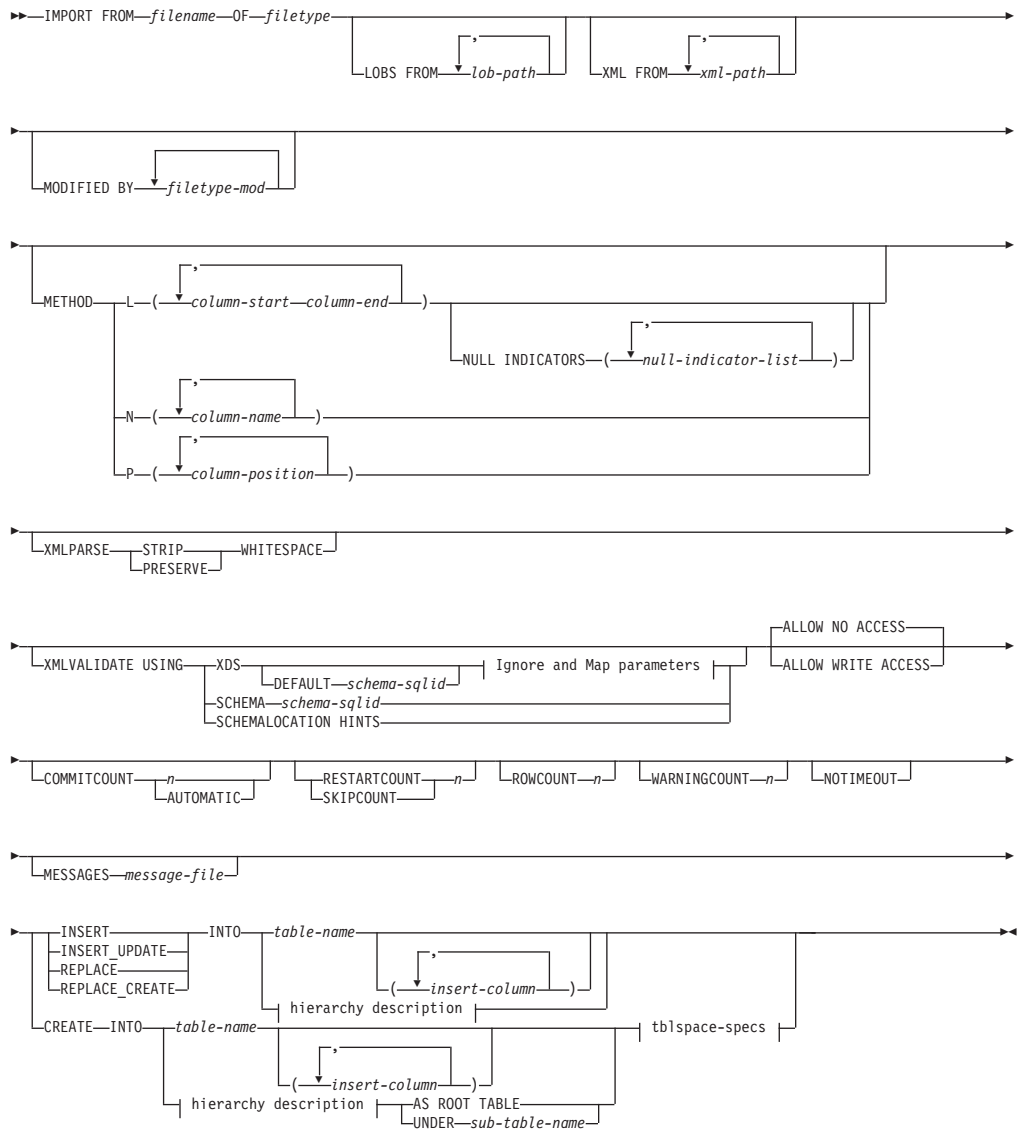 IMPORT FROM filename OF filetype
,
,
LOBS FROM lob-path
XML FROM xml-path
MODIFIED BY filetype-mod
,
METHOD L ( column-start column-end )
,
NULL INDICATORS ( null-indicator-list )
,
N ( column-name )
,
P ( column-position )
XMLPARSE STRIP WHITESPACE
PRESERVE
ALLOW NO ACCESS
XMLVALIDATE USING XDS Ignore and Map parameters ALLOW WRITE ACCESS
DEFAULT schema-sqlid
SCHEMA schema-sqlid
SCHEMALOCATION HINTS
COMMITCOUNT n RESTARTCOUNT n ROWCOUNT n WARNINGCOUNT n NOTIMEOUT
AUTOMATIC SKIPCOUNT
MESSAGES message-file
INSERT INTO table-name
INSERT_UPDATE ,
REPLACE
REPLACE_CREATE ( insert-column )
hierarchy description
CREATE INTO table-name tblspace-specs
,
( insert-column )
hierarchy description AS ROOT TABLE
UNDER sub-table-name